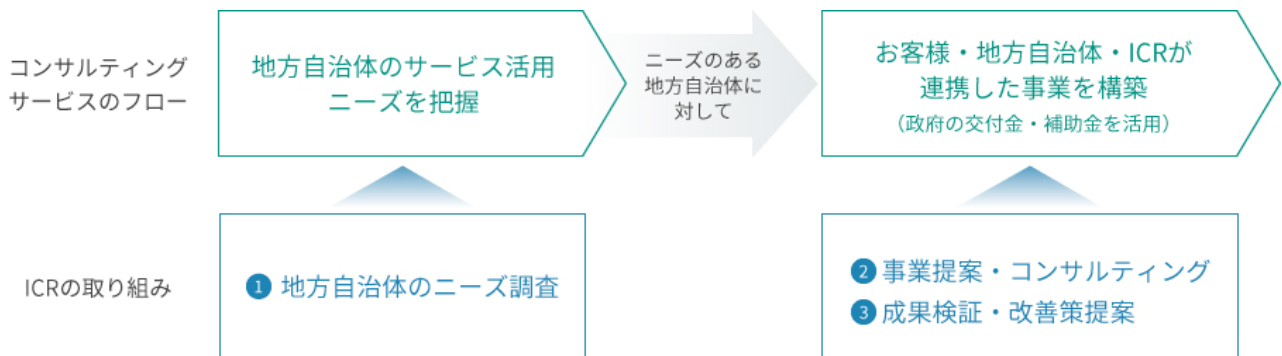 コンサルティング
サービスのフロー
地方自治体のサービス活用
ニーズを把握
ニーズのある
地方自治体に
対して
お客様・地方自治体・ICRが
連携した事業を構築
（政府の交付金・補助金を活用）
ICRの取り組み
1 地方自治体のニーズ調査
2 事業提案・コンサルティング
3 成果検証・改善策提案